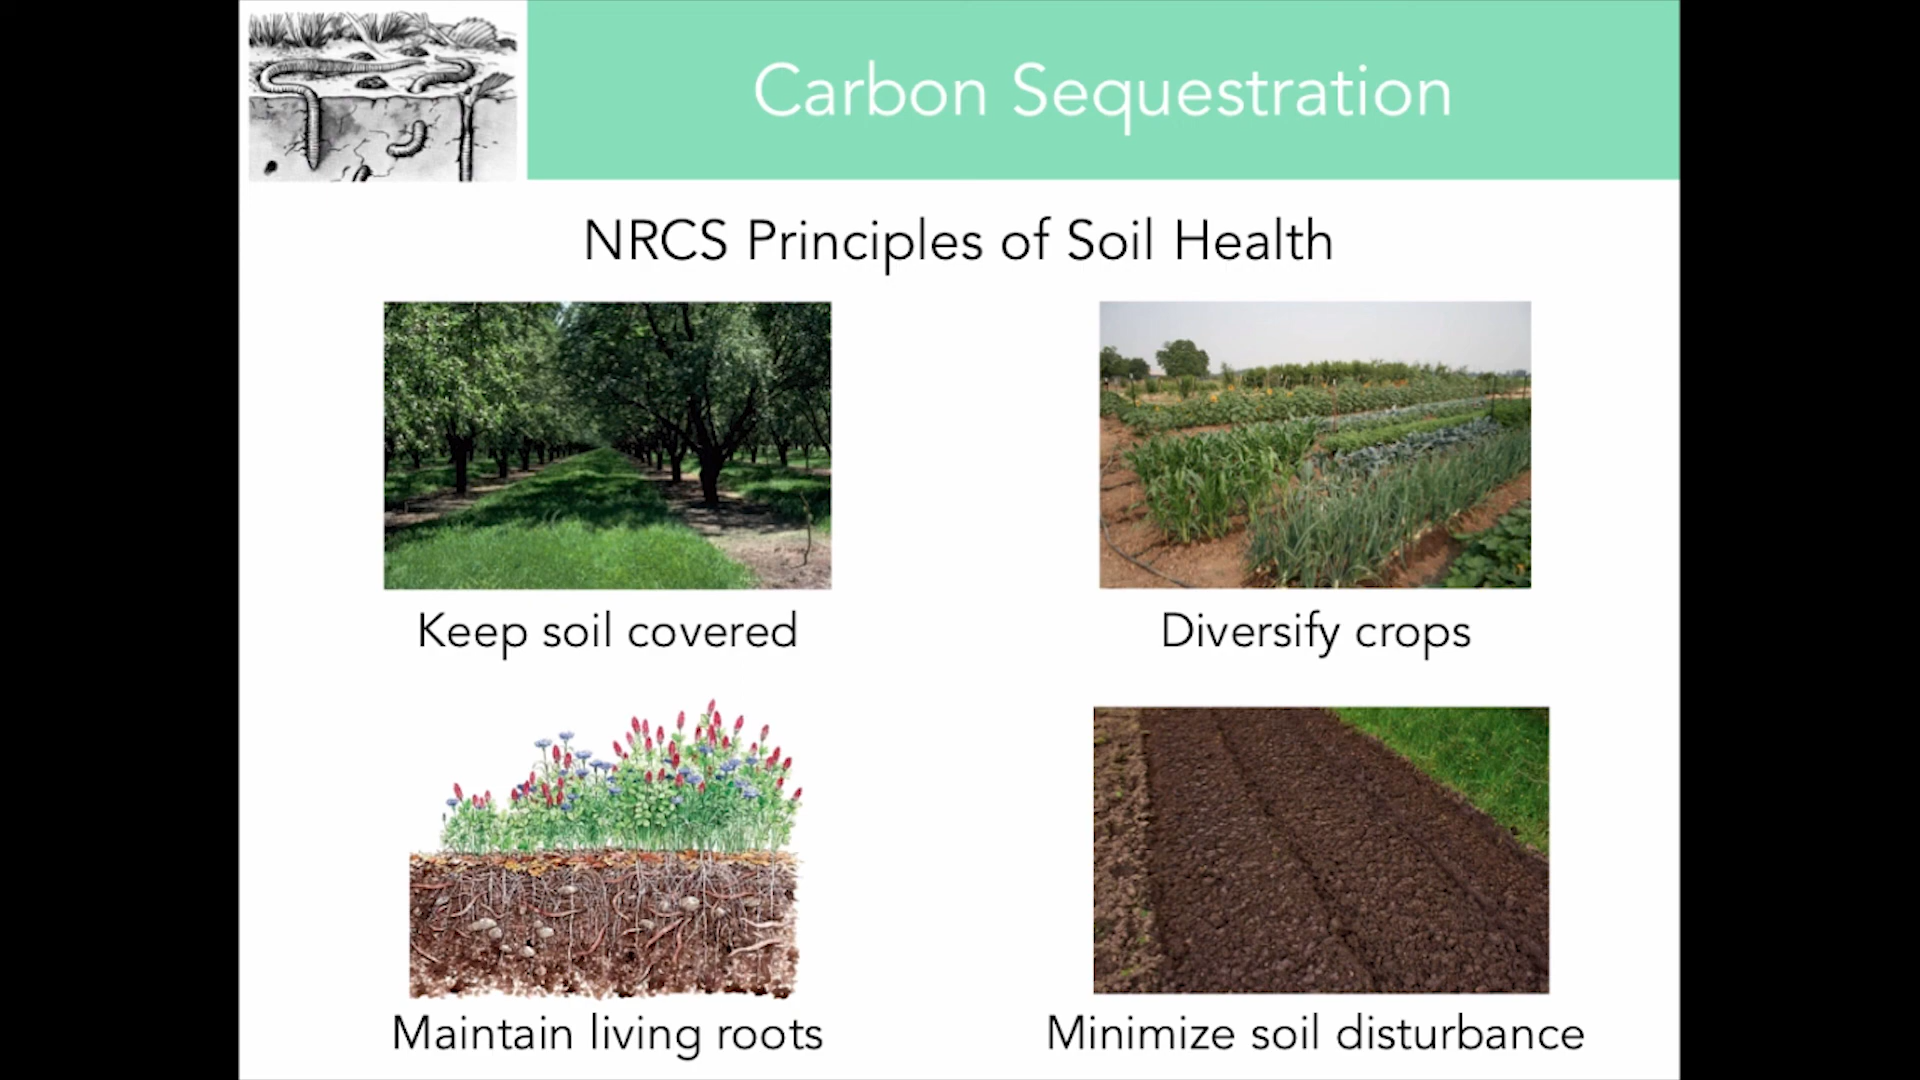 Carbon Sequestration
NRCS Principles of Soil Health
Keep soil covered
Diversify crops
Maintain living roots
Minimize soil disturbance